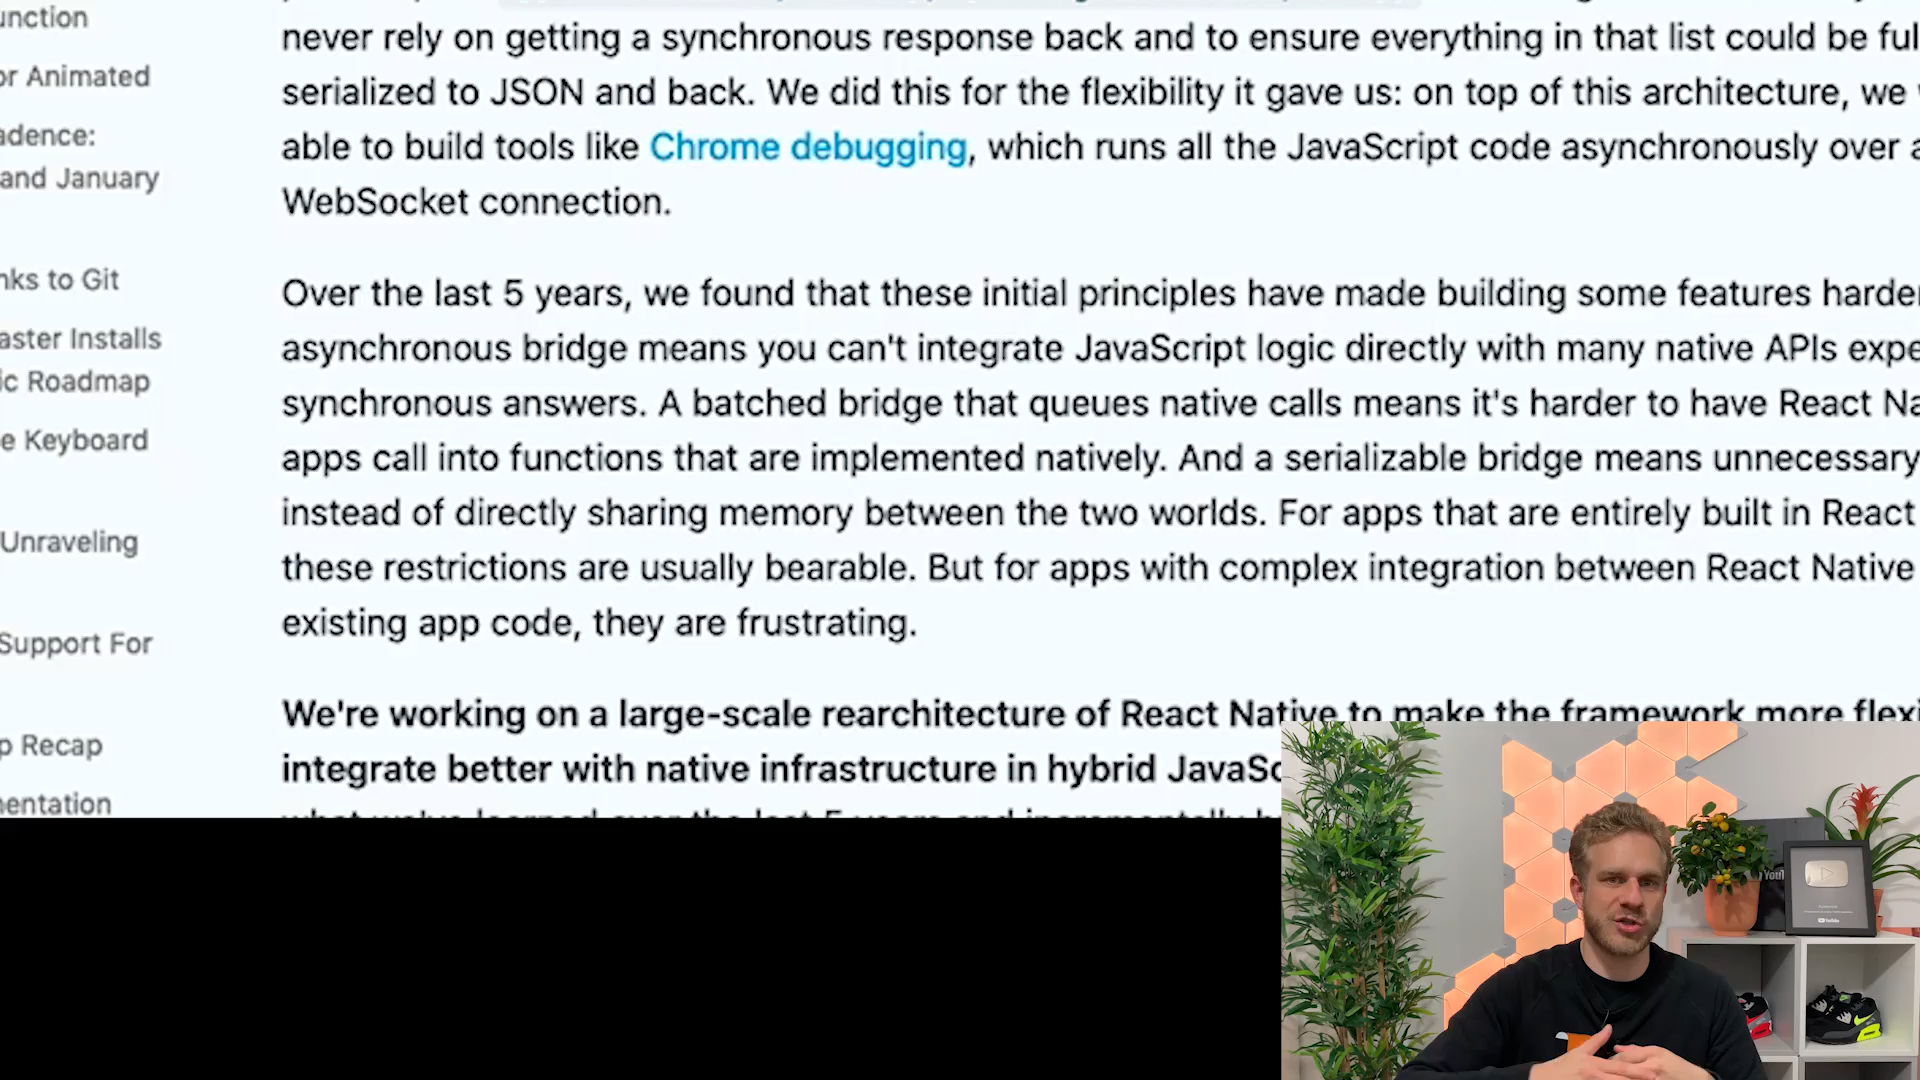 unction
or Animated
adence:
and January
nks to Git
aster Installs
ic Roadmap
e Keyboard
Unraveling
Support For
p Recap
nentation
never rely on getting a synchronous response back and to ensure everything in that list could be ful
serialized to JSON and back. We did this for the flexibility it gave us: on top of this architecture, we
able to build tools like Chrome debugging, which runs all the JavaScript code asynchronously over a
WebSocket connection.
Over the last 5 years, we found that these initial principles have made building some features harde
asynchronous bridge means you can't integrate JavaScript logic directly with many native APIs expe
synchronous answers. A batched bridge that queues native calls means it's harder to have React Na
apps call into functions that are implemented natively. And a serializable bridge means unnecessary
instead of directly sharing memory between the two worlds. For apps that are entirely built in React
these restrictions are usually bearable. But for apps with complex integration between React Native
existing app code, they are frustrating.
We're working on a large-scale rearchitecture of React Native to make the framework more flexi
integrate better with native infrastructure in hybrid JavaSc
YouT
YouTube